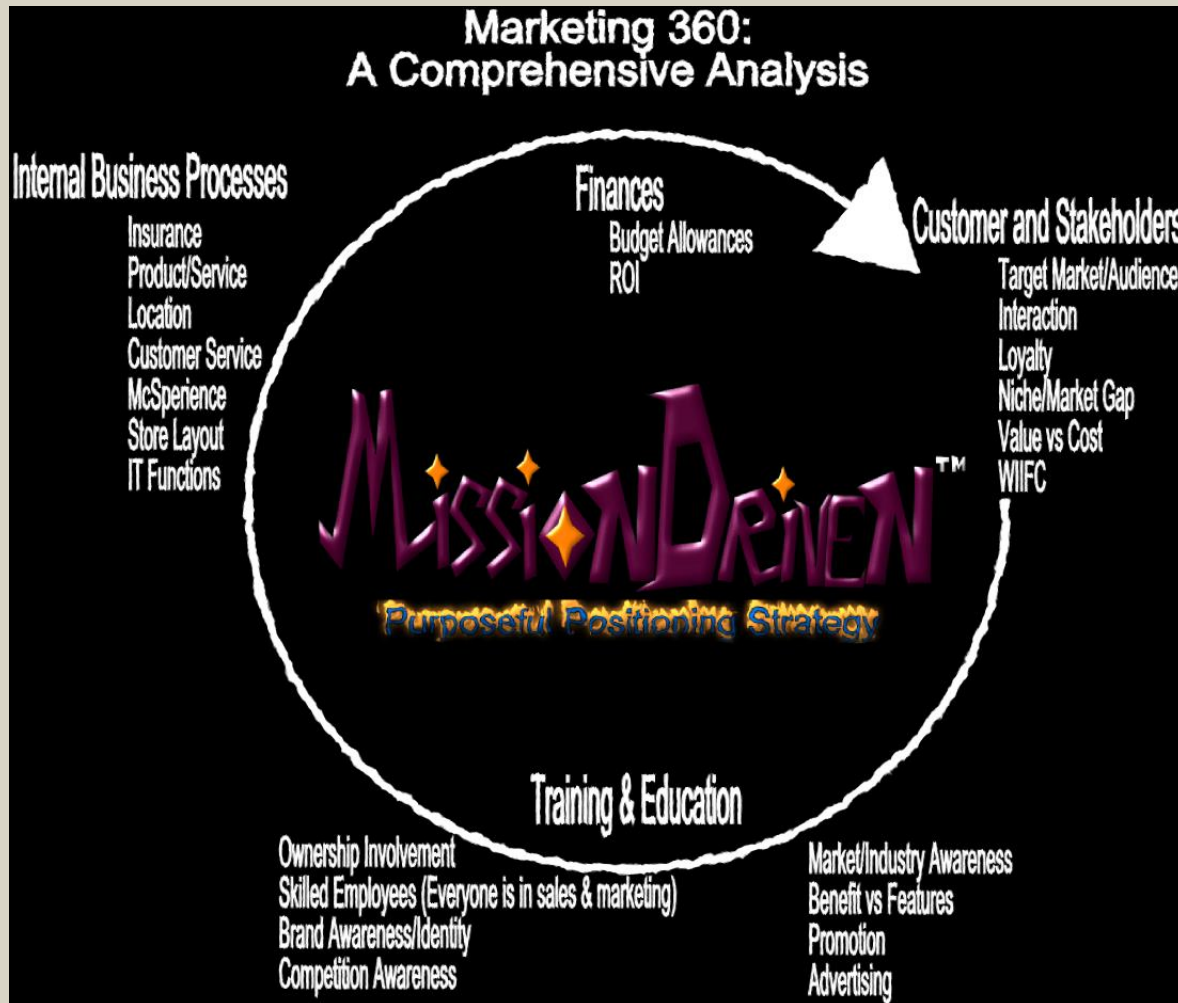 Marketing 360:
A Comprehensive Analysis
Internal Business Processes
Insurance
Product/Service
Location
Customer Service
McSperience
Store Layout
IT Functions
Finances
Budget Allowances
ROI
Customer and Stakeholders
Target Market/Audience
Interaction
Loyalty
Niche/Market Gap
Value vs Cost
WIIFC
MissionDriven™
Purposeful Positioning Strategy
Training & Education
Ownership Involvement
Skilled Employees (Everyone is in sales & marketing)
Brand Awareness/Identity
Competition Awareness
Market/Industry Awareness
Benefit vs Features
Promotion
Advertising